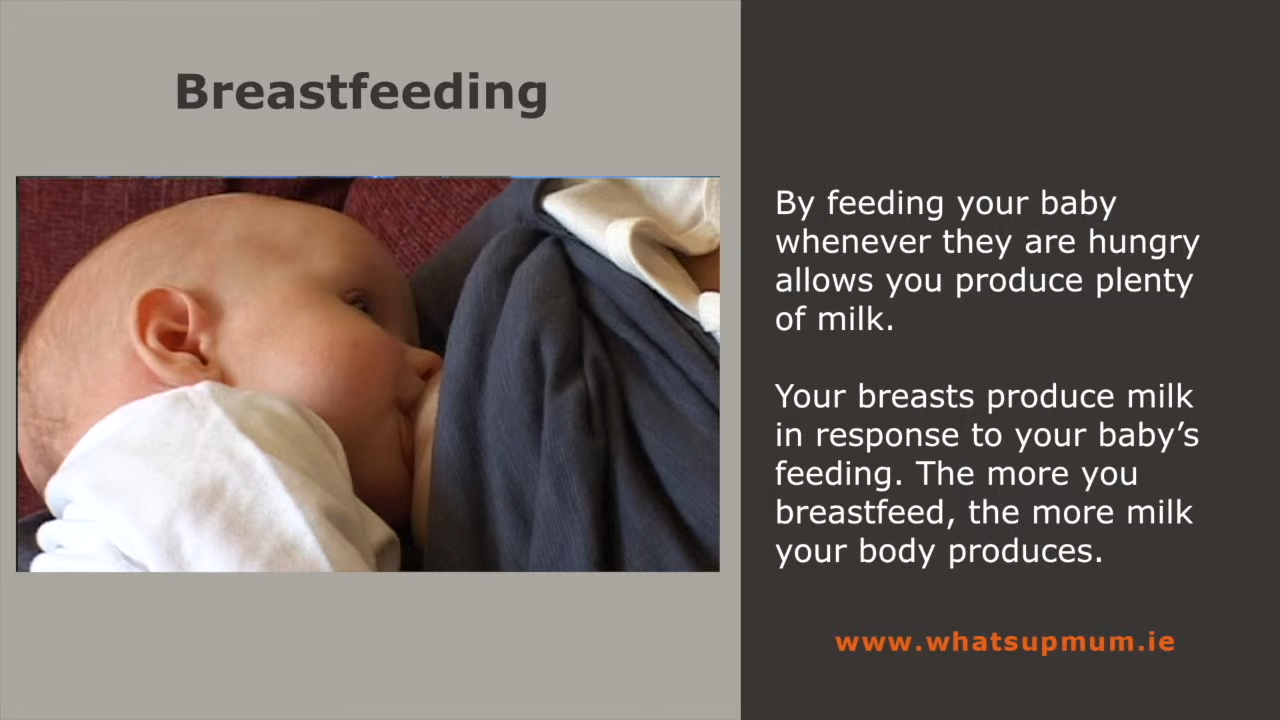 Breastfeeding
By feeding your baby
whenever they are hungry
allows you produce plenty
of milk.
Your breasts produce milk
in response to your baby’s
feeding. The more you
breastfeed, the more milk
your body produces.
www.whatsupmum.ie